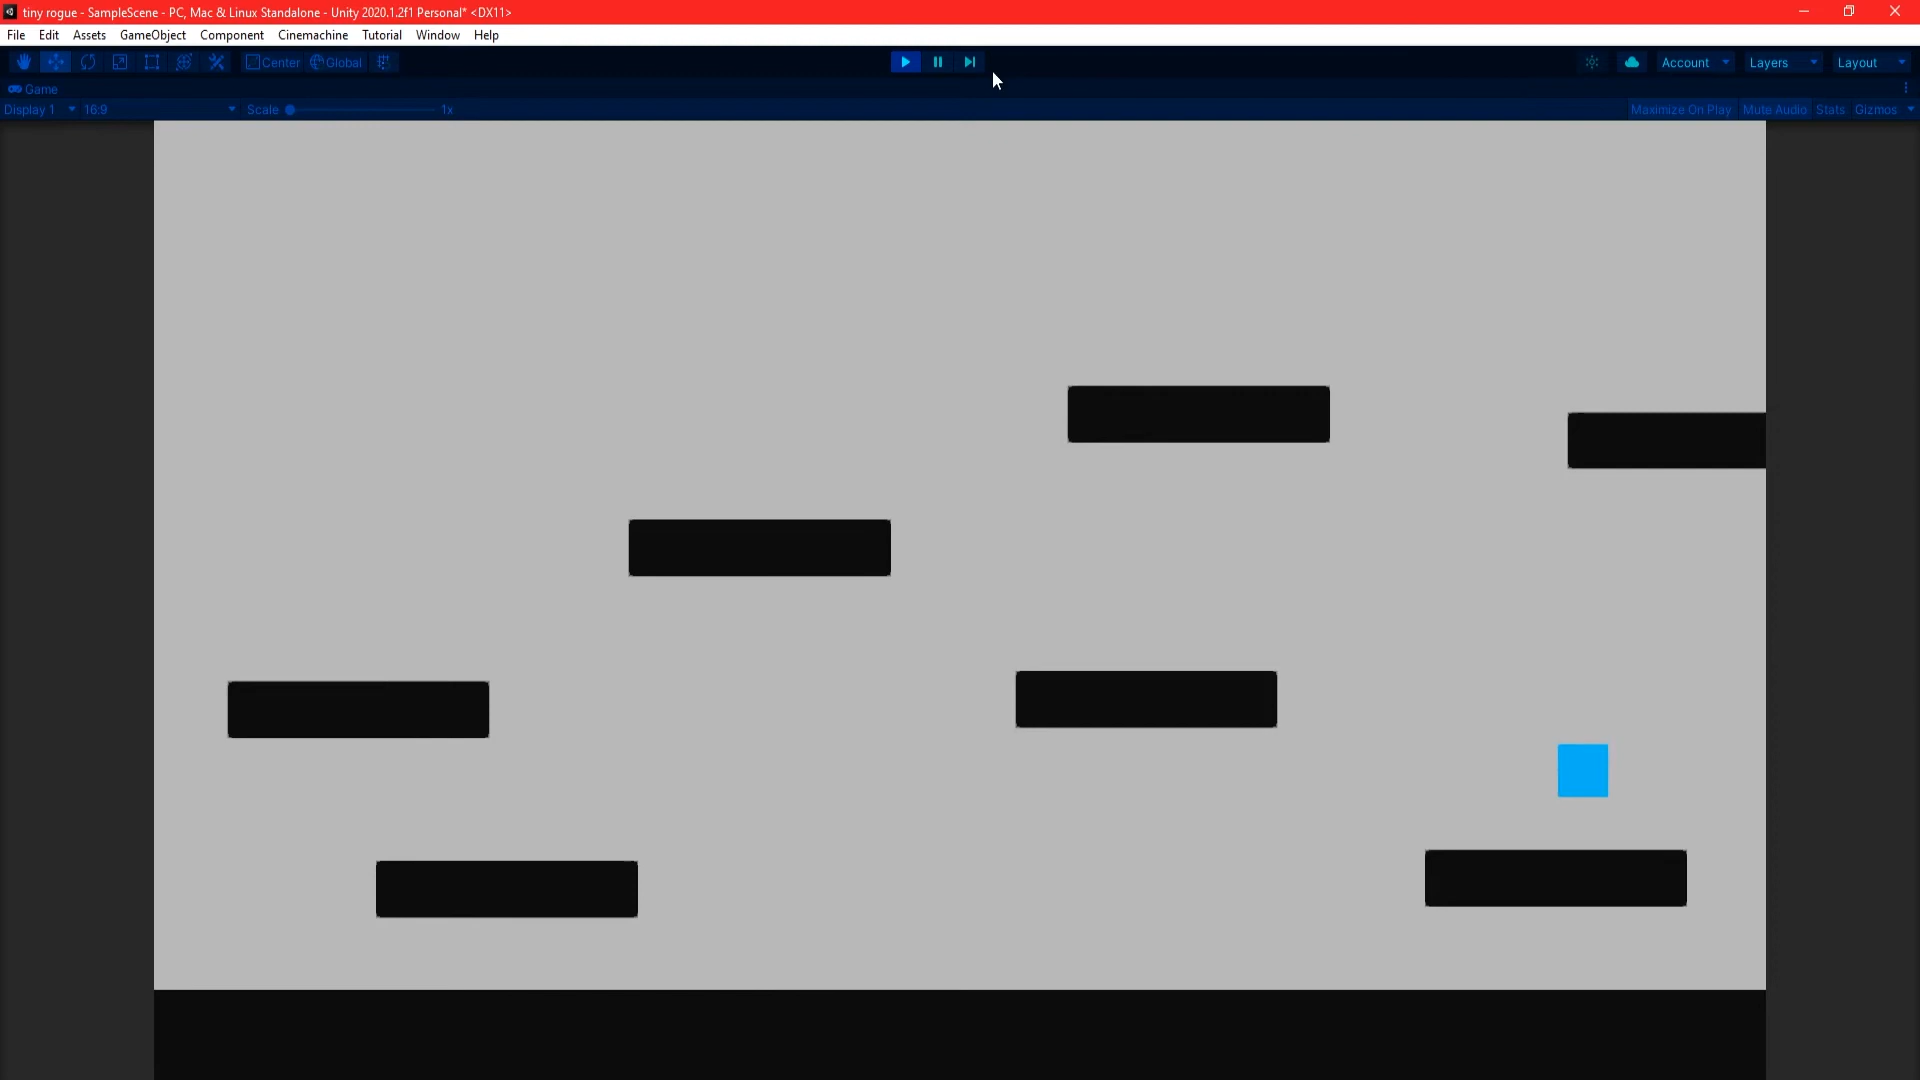 tiny rogue - SampleScene - PC, Mac & Linux Standalone - Unity 2020.1.2f1 Personal* <DX11>
File Edit Assets GameObject Component Cinemachine Tutorial Window Help
Center Global Account Layers Layout
Game
Display 1 16:9 Scale 1x Maximize On Play Mute Audio Stats Gizmos